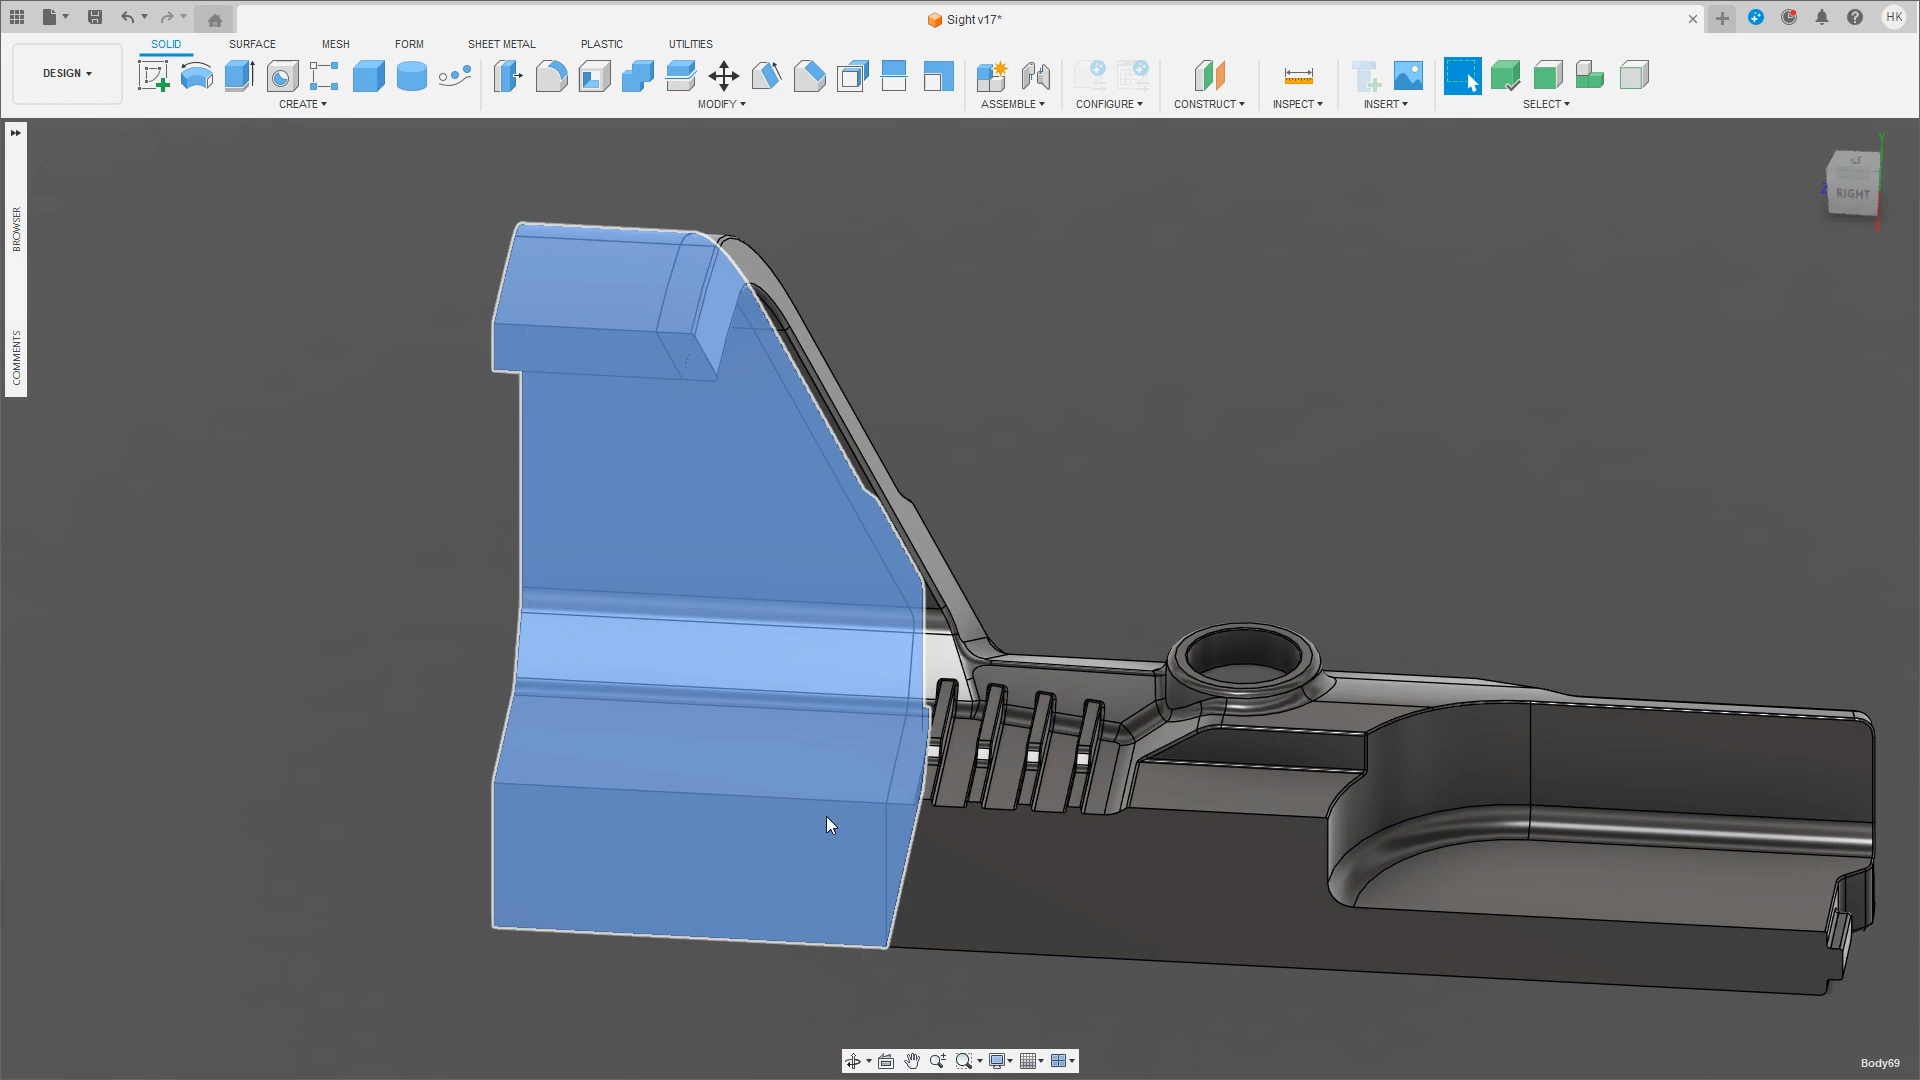 Sight v17*
HK
DESIGN
SOLID
SURFACE
MESH
FORM
SHEET METAL
PLASTIC
UTILITIES
CREATE
MODIFY
ASSEMBLE
CONFIGURE
CONSTRUCT
INSPECT
INSERT
SELECT
BROWSER
COMMENTS
Y
Z
RIGHT
Body69